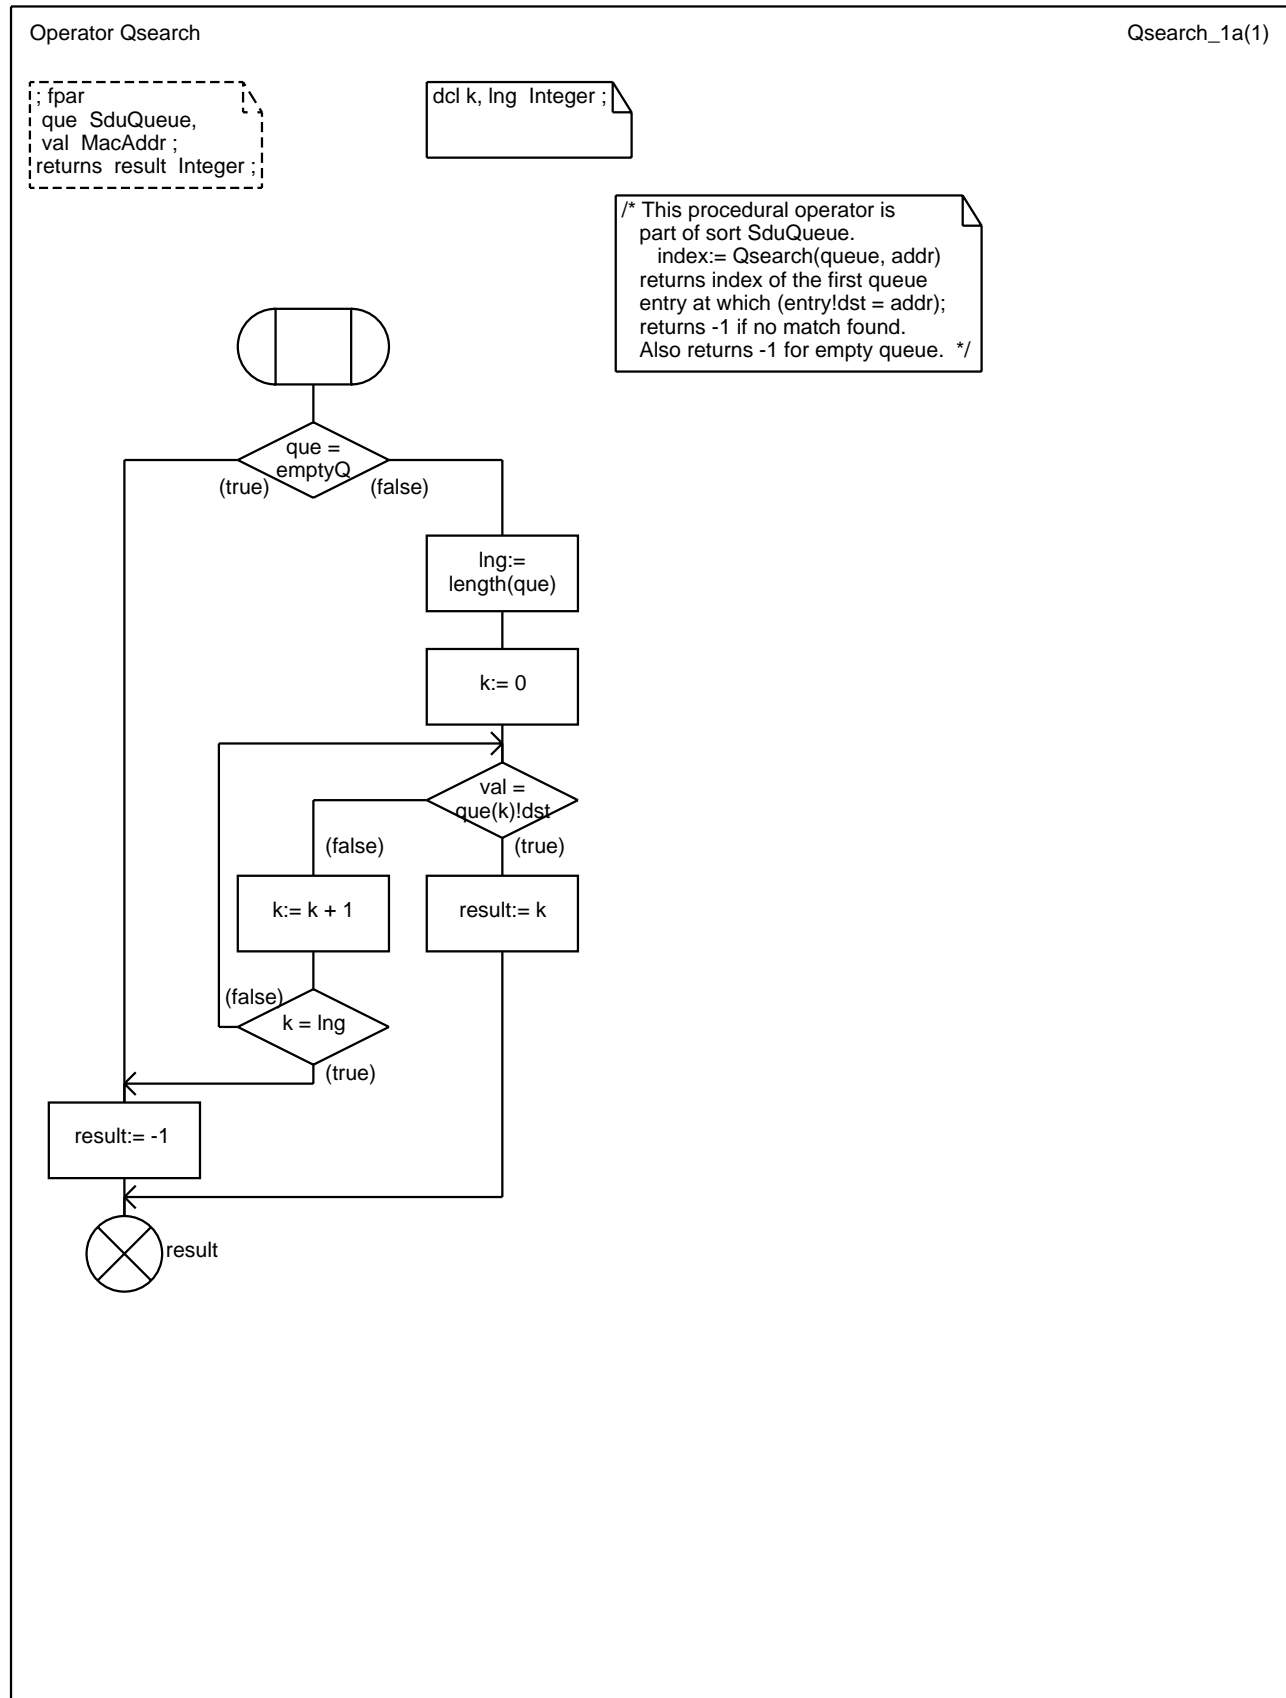 Operator Qsearch
Qsearch_1a(1)
; fpar
que SduQueue,
val MacAddr ;
returns result Integer ;
dcl k, lng Integer ;
/* This procedural operator is
part of sort SduQueue.
index:= Qsearch(queue, addr)
returns index of the first queue
entry at which (entry!dst = addr);
returns -1 if no match found.
Also returns -1 for empty queue. */
que =
emptyQ
(true)
(false)
lng:=
length(que)
k:= 0
val =
que(k)!dst
(false)
(true)
k:= k + 1
result:= k
(false)
k = lng
(true)
result:= -1
result